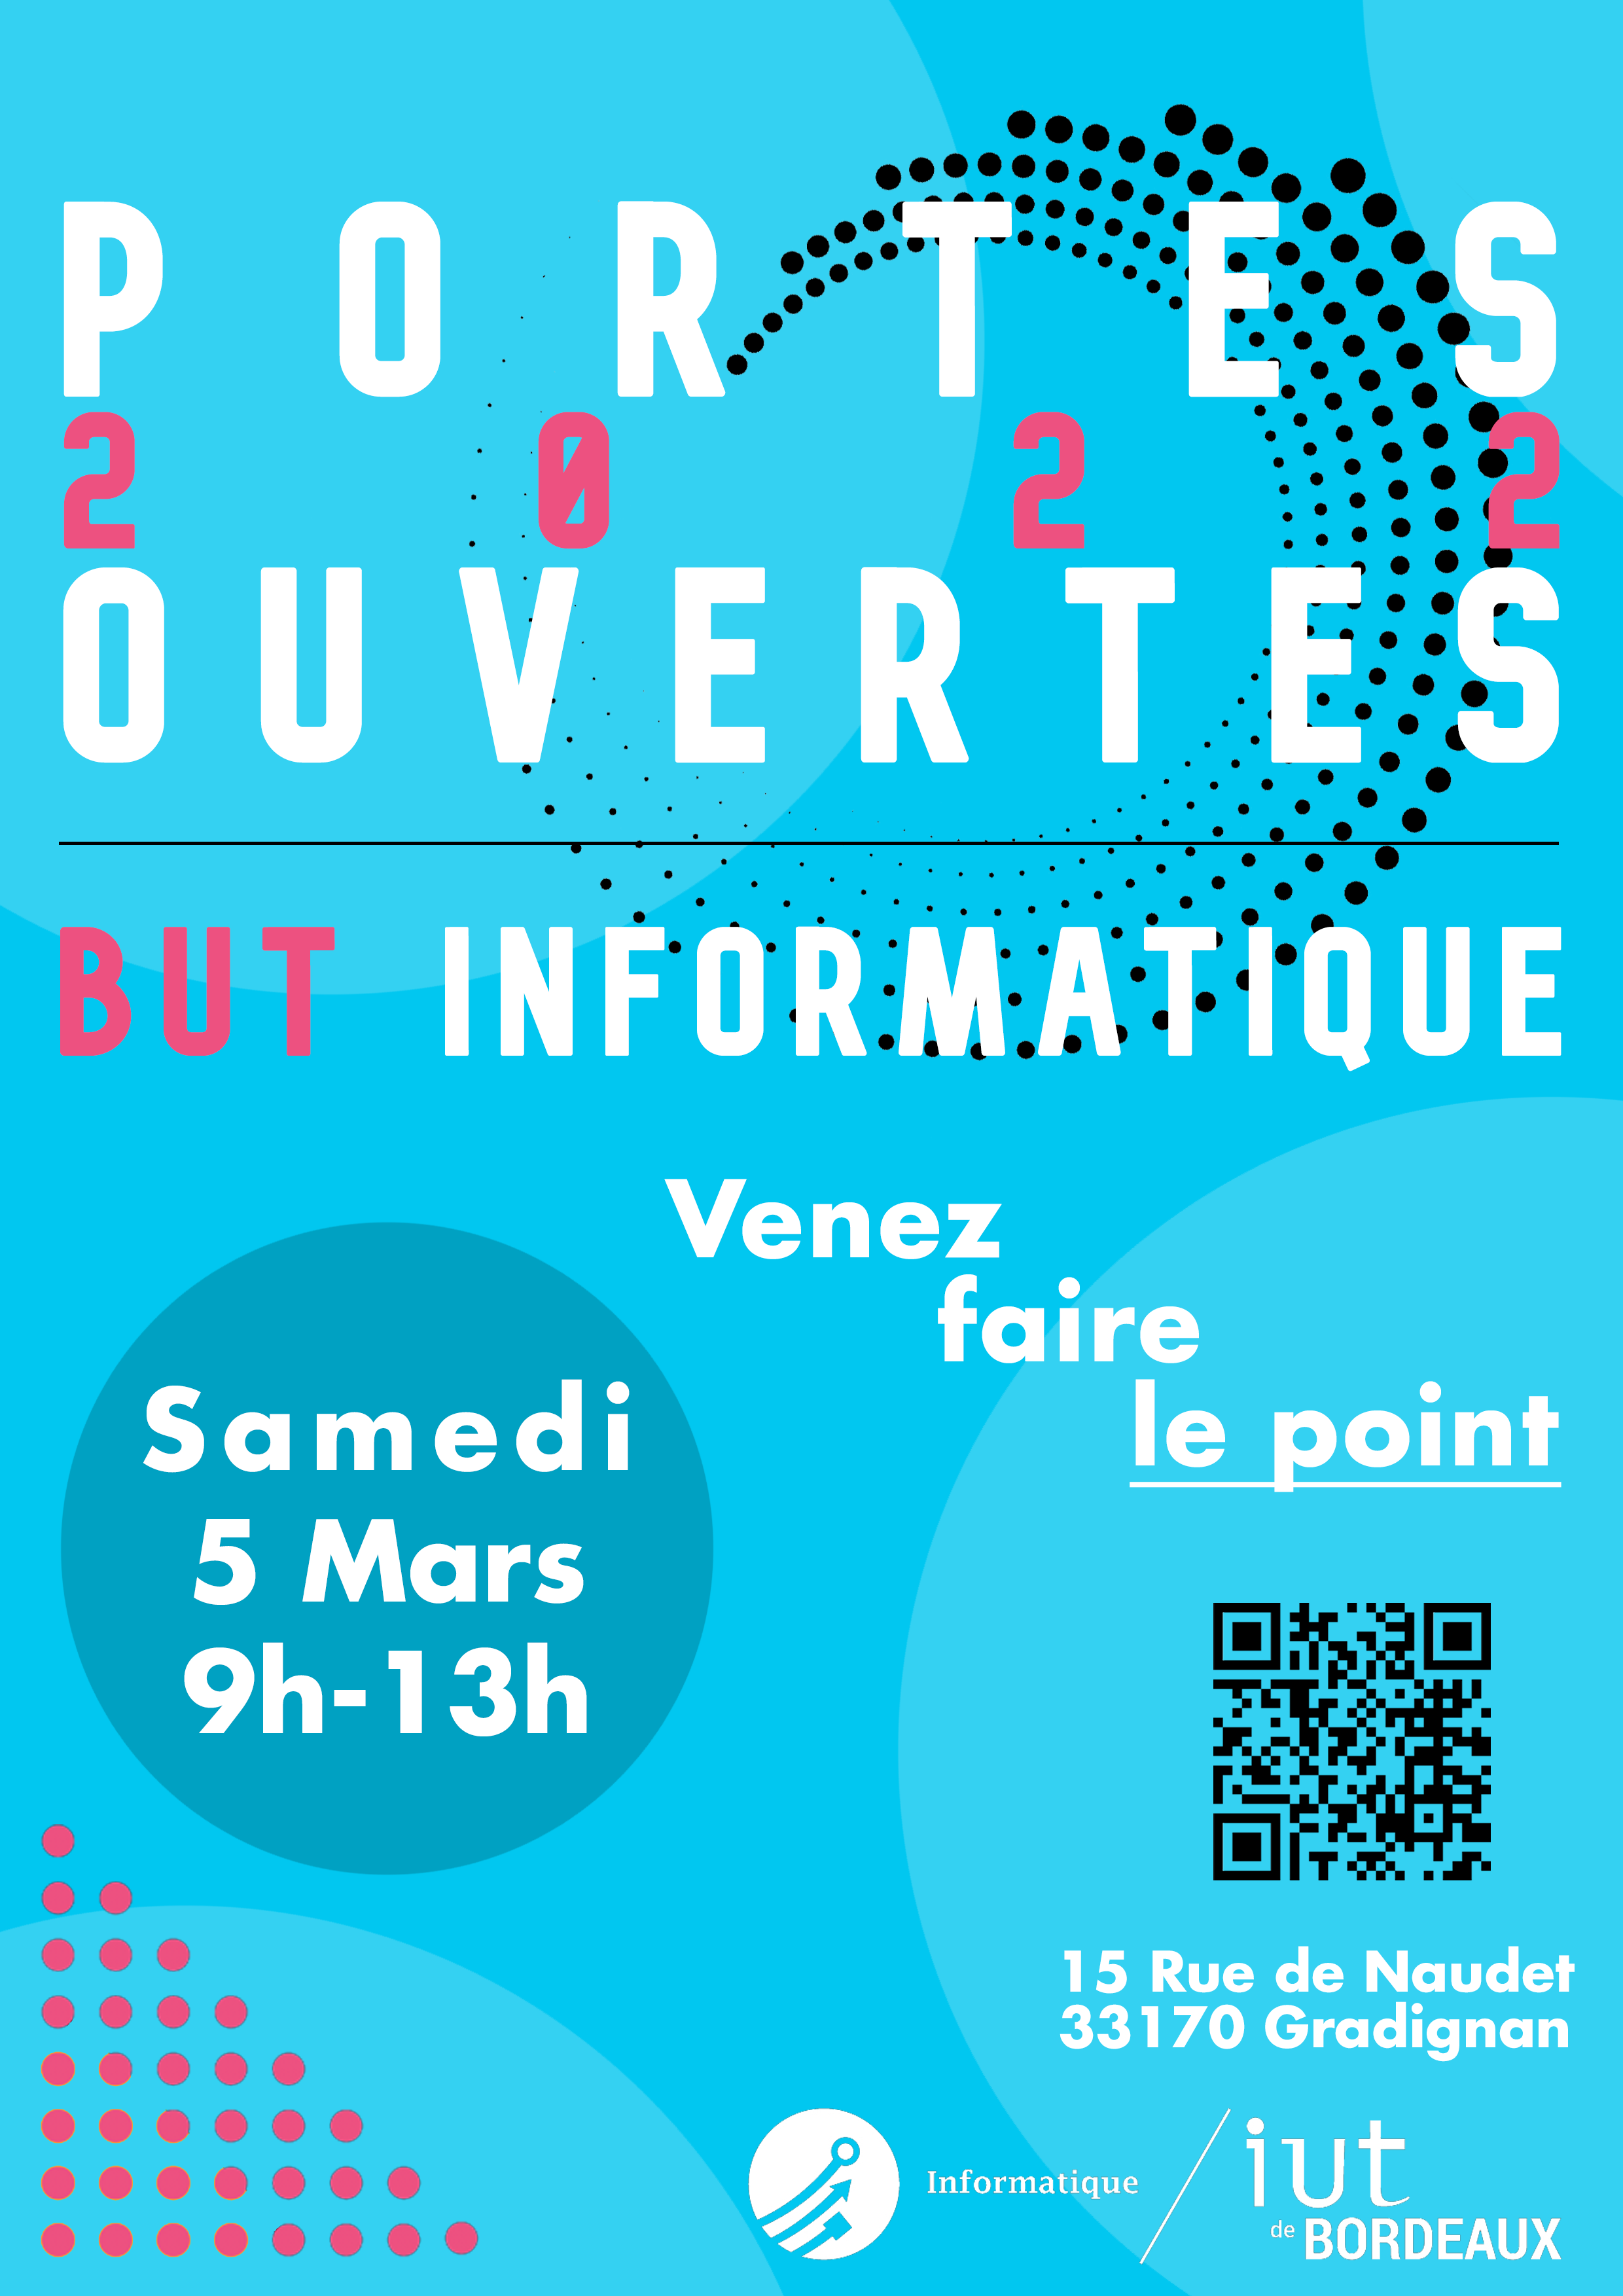 PORTES
2022
OUVERTES
BUT INFORMATIQUE
Venez
faire
le point
Samedi
5 Mars
9h-13h
15 Rue de Naudet
33170 Gradignan
Informatique
iut
de BORDEAUX